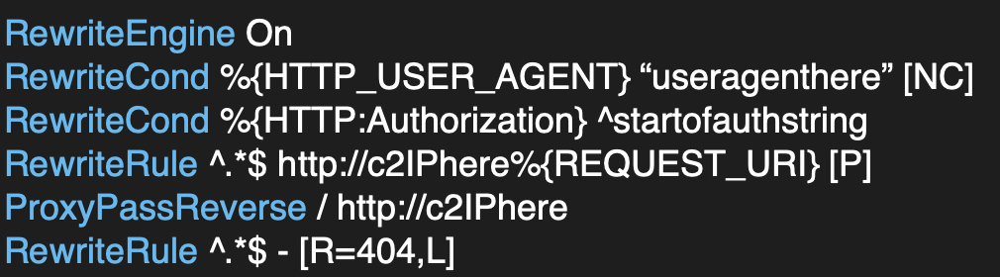 RewriteEngine On
RewriteCond %{HTTP_USER_AGENT} “useragenthere” [NC]
RewriteCond %{HTTP:Authorization} ^startofauthstring
RewriteRule ^.*$ http://c2IPhere%{REQUEST_URI} [P]
ProxyPassReverse / http://c2IPhere
RewriteRule ^.*$ - [R=404,L]